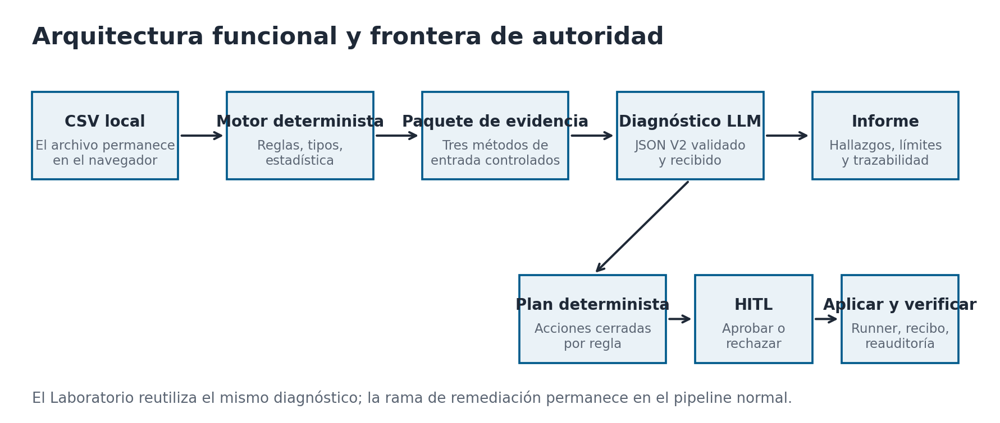 Arquitectura funcional y frontera de autoridad
CSV local
El archivo permanece
en el navegador
Motor determinista
Reglas, tipos,
estadística
Paquete de evidencia
Tres métodos de
entrada controlados
Diagnóstico LLM
JSON V2 validado
y recibido
Informe
Hallazgos, límites
y trazabilidad
Plan determinista
Acciones cerradas
por regla
HITL
Aprobar o
rechazar
Aplicar y verificar
Runner, recibo,
reauditoría
El Laboratorio reutiliza el mismo diagnóstico; la rama de remediación permanece en el pipeline normal.